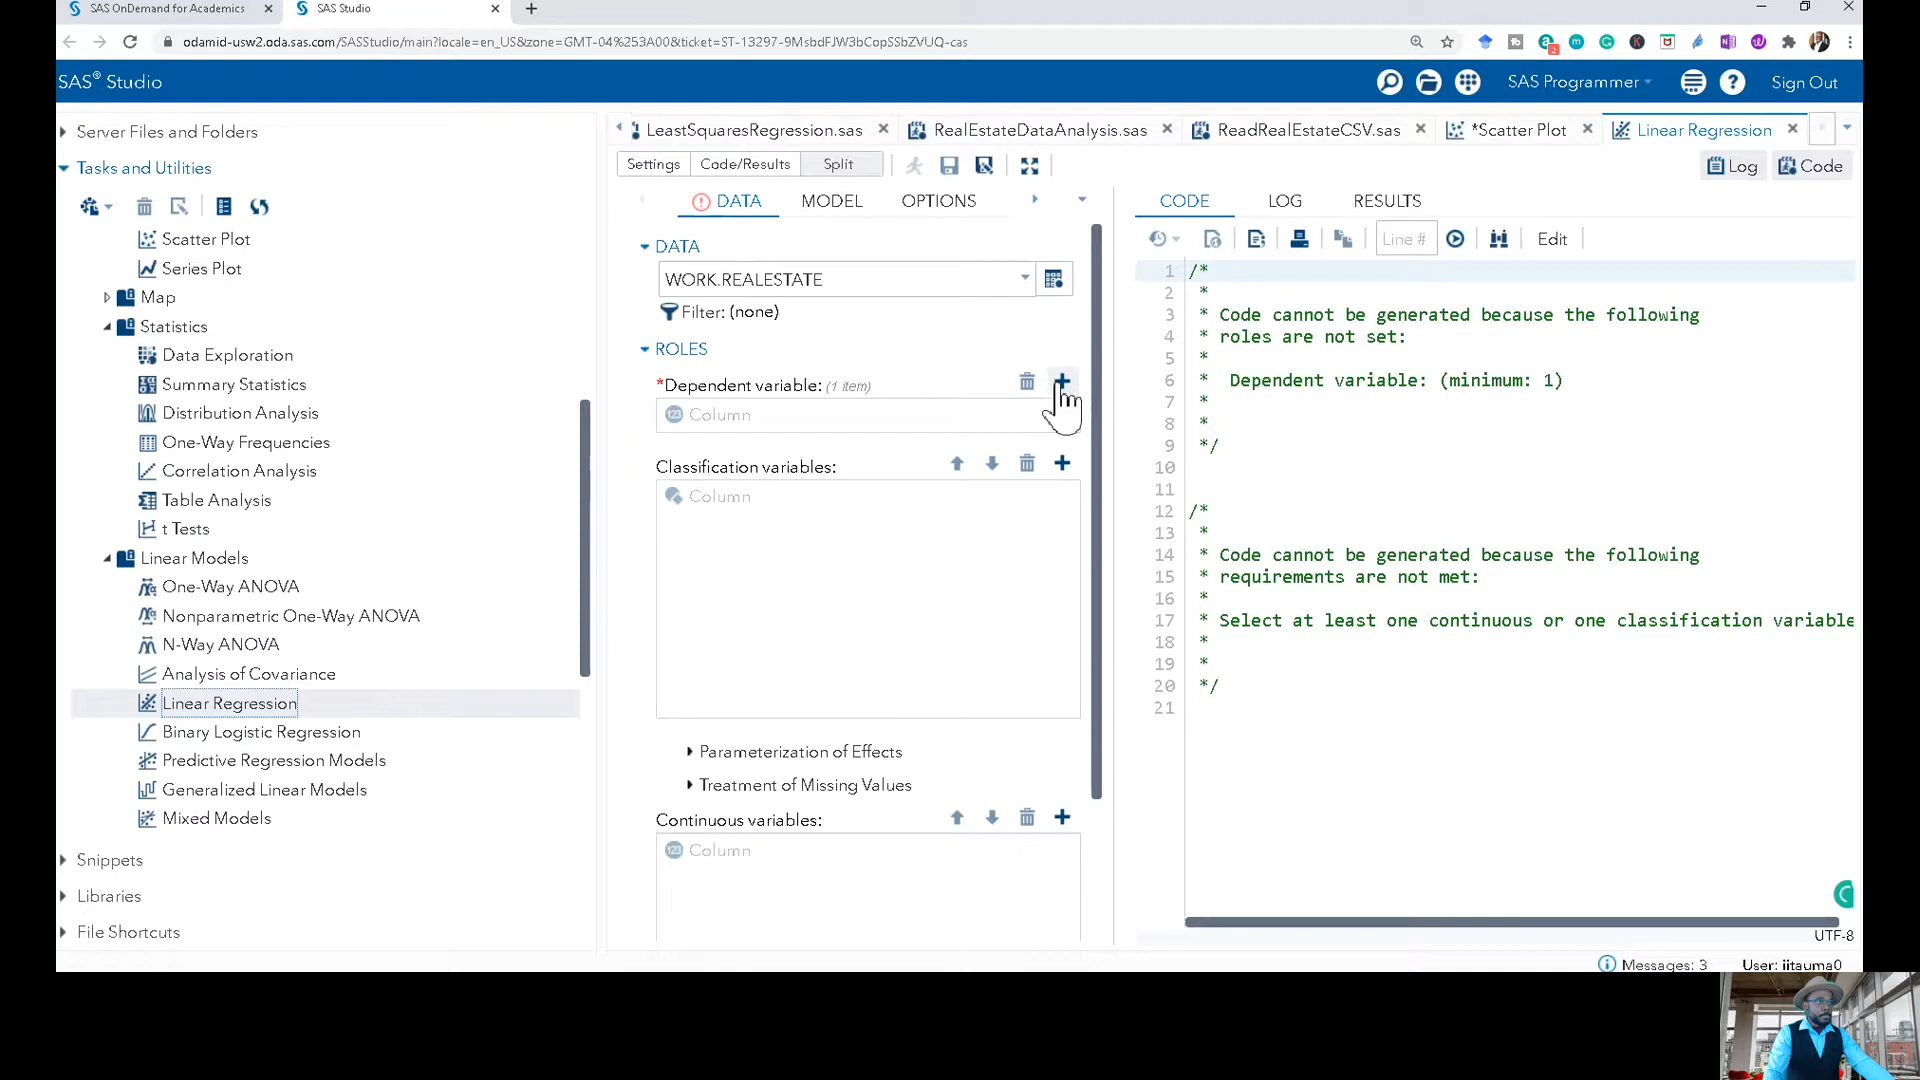 SAS OnDemand for Academics
SAS Studio
odamid-usw2.oda.sas.com/SASStudio/main?locale=en_US&zone=GMT-04%253A00&ticket=ST-13297-9MsbdFJW3bCopSSbZVUQ-cas
2
SAS® Studio
SAS Programmer
Sign Out
Server Files and Folders
Tasks and Utilities
Scatter Plot
Series Plot
Map
Statistics
Data Exploration
Summary Statistics
Distribution Analysis
One-Way Frequencies
Correlation Analysis
Table Analysis
t Tests
Linear Models
One-Way ANOVA
Nonparametric One-Way ANOVA
N-Way ANOVA
Analysis of Covariance
Linear Regression
Binary Logistic Regression
Predictive Regression Models
Generalized Linear Models
Mixed Models
Snippets
Libraries
File Shortcuts
LeastSquaresRegression.sas
RealEstateDataAnalysis.sas
ReadRealEstateCSV.sas
*Scatter Plot
Linear Regression
Settings
Code/Results
Split
Log
Code
DATA
MODEL
OPTIONS
DATA
WORK.REALESTATE
Filter: (none)
ROLES
*Dependent variable: (1 item)
Column
Classification variables:
Column
Parameterization of Effects
Treatment of Missing Values
Continuous variables:
Column
CODE
LOG
RESULTS
Line #
Edit
1 /*
2 *
3 * Code cannot be generated because the following
4 * roles are not set:
5 *
6 * Dependent variable: (minimum: 1)
7 *
8 *
9 */
10
11
12 /*
13 *
14 * Code cannot be generated because the following
15 * requirements are not met:
16 *
17 * Select at least one continuous or one classification variable
18 *
19 *
20 */
21
UTF-8
Messages: 3
User: iitauma0